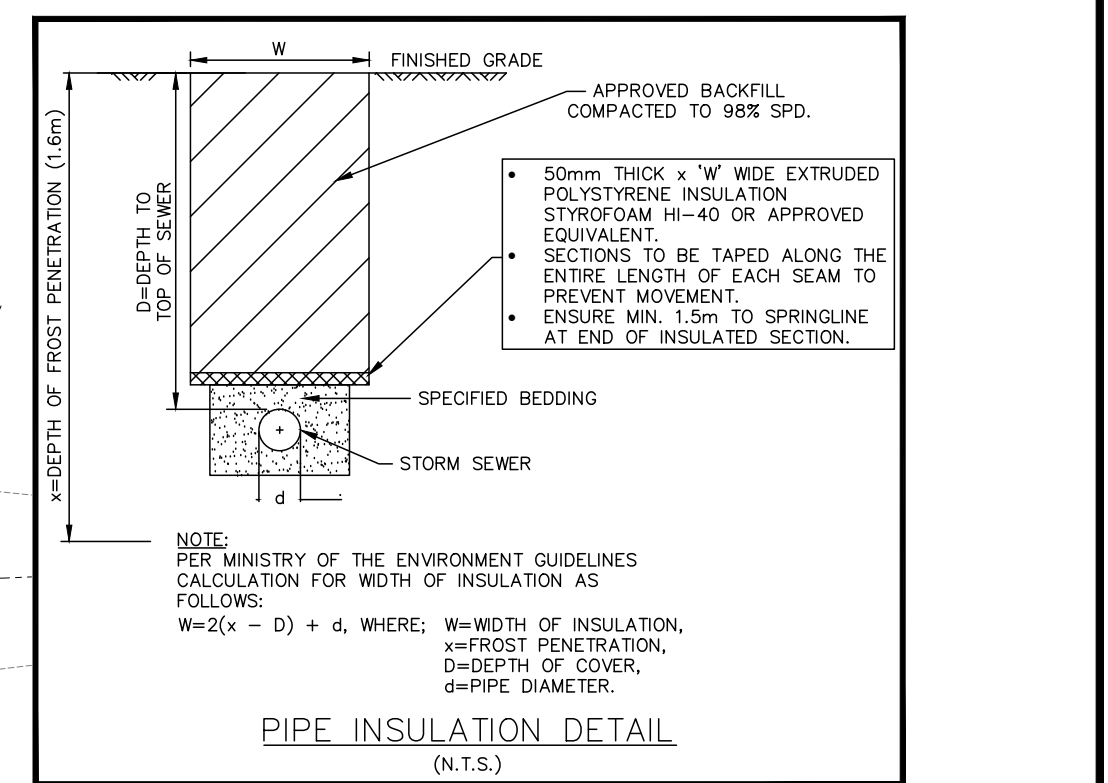 W
FINISHED GRADE
APPROVED BACKFILL
COMPACTED TO 98% SPD.
x=DEPTH OF FROST PENETRATION (1.6m)
D=DEPTH TO
TOP OF SEWER
• 50mm THICK x 'W' WIDE EXTRUDED
POLYSTYRENE INSULATION
STYROFOAM HI-40 OR APPROVED
EQUIVALENT.
• SECTIONS TO BE TAPED ALONG THE
ENTIRE LENGTH OF EACH SEAM TO
PREVENT MOVEMENT.
• ENSURE MIN. 1.5m TO SPRINGLINE
AT END OF INSULATED SECTION.
SPECIFIED BEDDING
STORM SEWER
d
NOTE:
PER MINISTRY OF THE ENVIRONMENT GUIDELINES
CALCULATION FOR WIDTH OF INSULATION AS
FOLLOWS:
W=2(x - D) + d, WHERE; W=WIDTH OF INSULATION,
x=FROST PENETRATION,
D=DEPTH OF COVER,
d=PIPE DIAMETER.
PIPE INSULATION DETAIL
(N.T.S.)